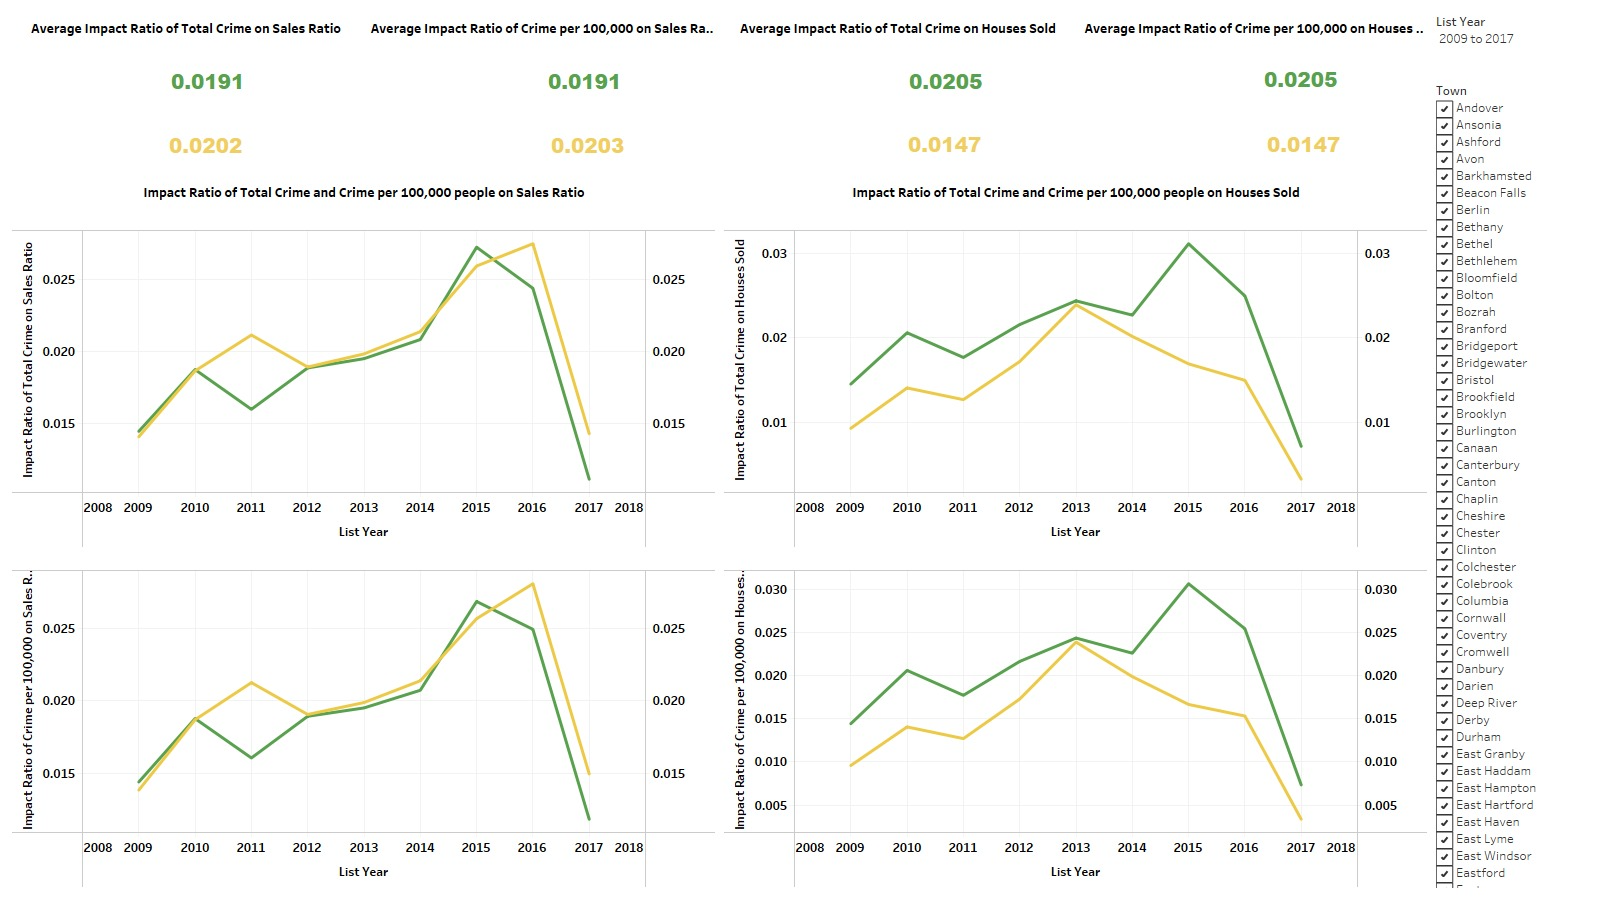 Average Impact Ratio of Total Crime on Sales Ratio
Average Impact Ratio of Crime per 100,000 on Sales Ra..
Average Impact Ratio of Total Crime on Houses Sold
Average Impact Ratio of Crime per 100,000 on Houses ..
0.0191
0.0191
0.0205
0.0205
0.0202
0.0203
0.0147
0.0147
Impact Ratio of Total Crime and Crime per 100,000 people on Sales Ratio
Impact Ratio of Total Crime on Sales Ratio
0.025
0.020
0.015
0.025
0.020
0.015
2008 2009 2010 2011 2012 2013 2014 2015 2016 2017 2018
List Year
Impact Ratio of Crime per 100,000 on Sales R..
0.025
0.020
0.015
0.025
0.020
0.015
2008 2009 2010 2011 2012 2013 2014 2015 2016 2017 2018
List Year
Impact Ratio of Total Crime and Crime per 100,000 people on Houses Sold
Impact Ratio of Total Crime on Houses Sold
0.03
0.02
0.01
0.03
0.02
0.01
2008 2009 2010 2011 2012 2013 2014 2015 2016 2017 2018
List Year
Impact Ratio of Crime per 100,000 on Houses..
0.030
0.025
0.020
0.015
0.010
0.005
0.030
0.025
0.020
0.015
0.010
0.005
2008 2009 2010 2011 2012 2013 2014 2015 2016 2017 2018
List Year
List Year
2009 to 2017
Town
Andover
Ansonia
Ashford
Avon
Barkhamsted
Beacon Falls
Berlin
Bethany
Bethel
Bethlehem
Bloomfield
Bolton
Bozrah
Branford
Bridgeport
Bridgewater
Bristol
Brookfield
Brooklyn
Burlington
Canaan
Canterbury
Canton
Chaplin
Cheshire
Chester
Clinton
Colchester
Colebrook
Columbia
Cornwall
Coventry
Cromwell
Danbury
Darien
Deep River
Derby
Durham
East Granby
East Haddam
East Hampton
East Hartford
East Haven
East Lyme
East Windsor
Eastford